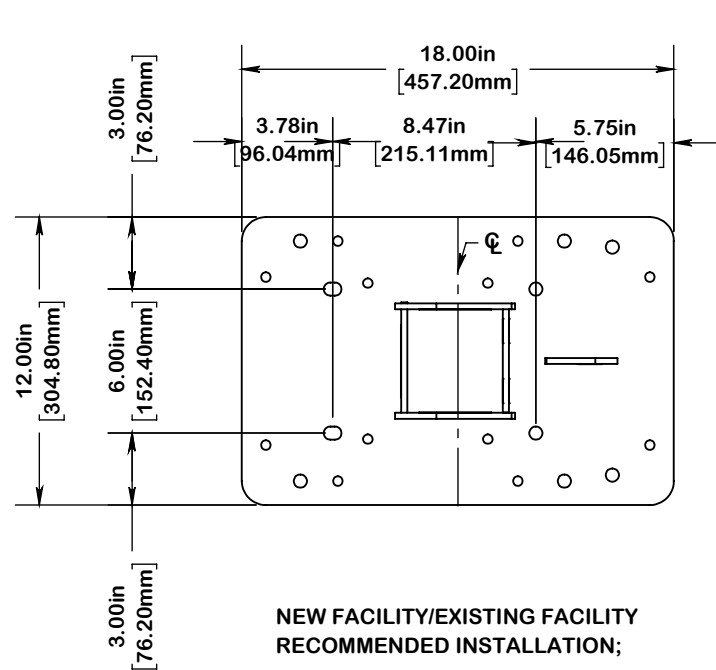 18.00in
[457.20mm]
3.78in
[96.04mm]
8.47in
[215.11mm]
5.75in
[146.05mm]
3.00in
[76.20mm]
℄
12.00in
[304.80mm]
6.00in
[152.40mm]
3.00in
[76.20mm]
NEW FACILITY/EXISTING FACILITY
RECOMMENDED INSTALLATION;